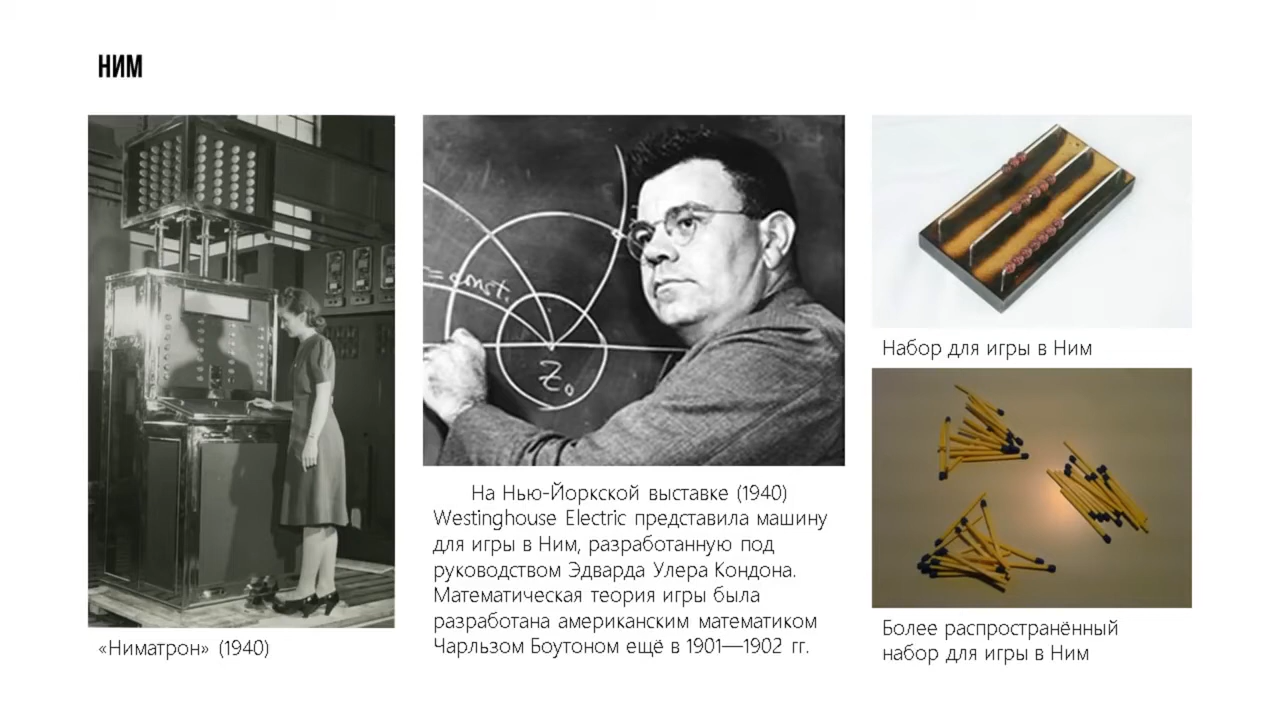 НИМ
= const.
Z₀
«Ниматрон» (1940)
На Нью-Йоркской выставке (1940)
Westinghouse Electric представила машину
для игры в Ним, разработанную под
руководством Эдварда Улера Кондона.
Математическая теория игры была
разработана американским математиком
Чарльзом Боутоном ещё в 1901—1902 гг.
Набор для игры в Ним
Более распространённый
набор для игры в Ним